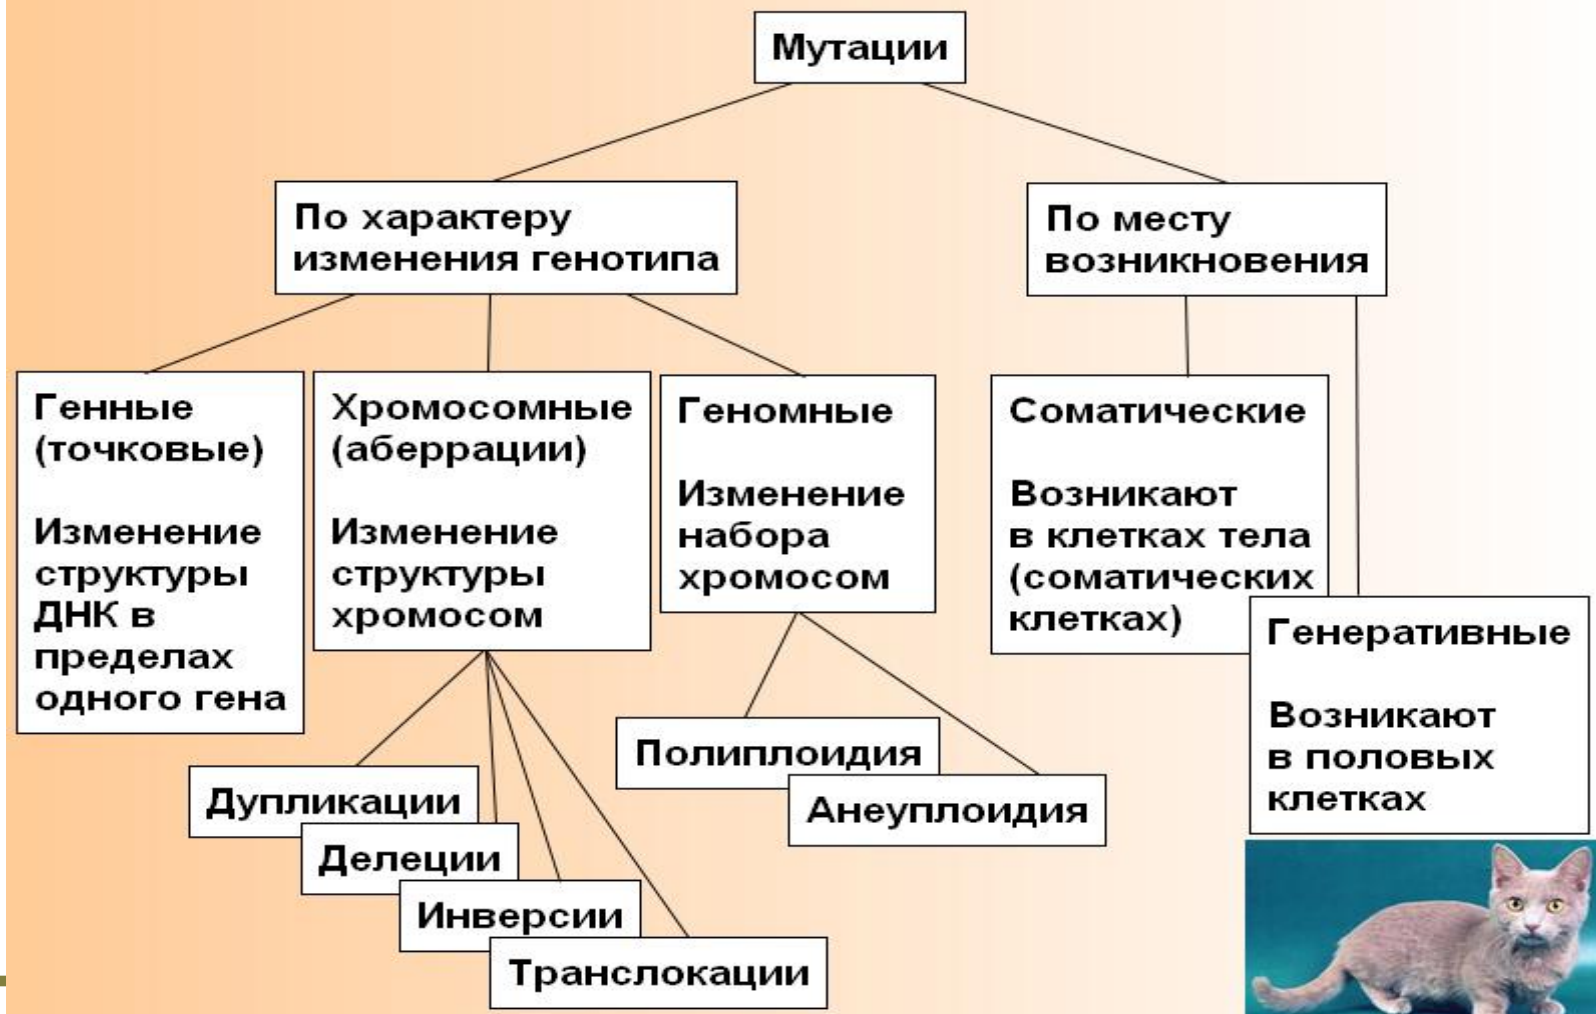 Мутации
По характеру
изменения генотипа
По месту
возникновения
Генные
(точковые)
Изменение
структуры
ДНК в
пределах
одного гена
Хромосомные
(аберрации)
Изменение
структуры
хромосом
Геномные
Изменение
набора
хромосом
Соматические
Возникают
в клетках тела
(соматических
клетках)
Генеративные
Возникают
в половых
клетках
Полиплоидия
Анеуплоидия
Дупликации
Делеции
Инверсии
Транслокации